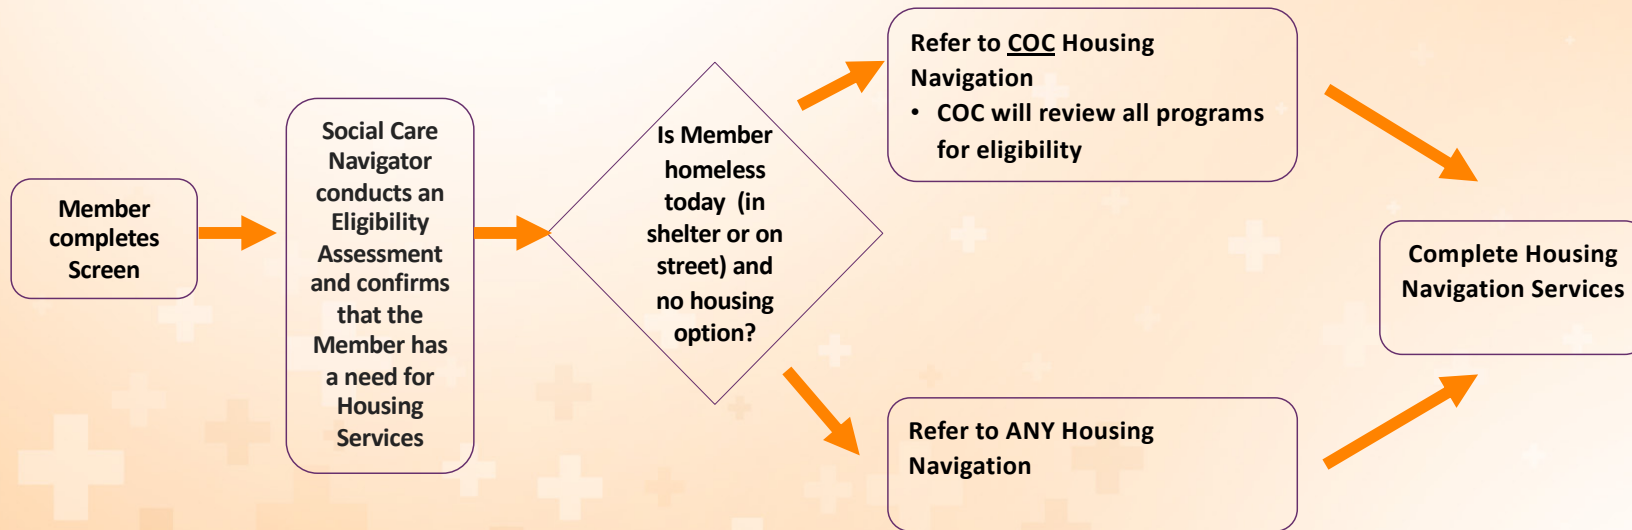 Member
completes
Screen
Social Care
Navigator
conducts an
Eligibility
Assessment
and confirms
that the
Member has
a need for
Housing
Services
Is Member
homeless
today (in
shelter or on
street) and
no housing
option?
Refer to COC Housing
Navigation
• COC will review all programs
for eligibility
Refer to ANY Housing
Navigation
Complete Housing
Navigation Services